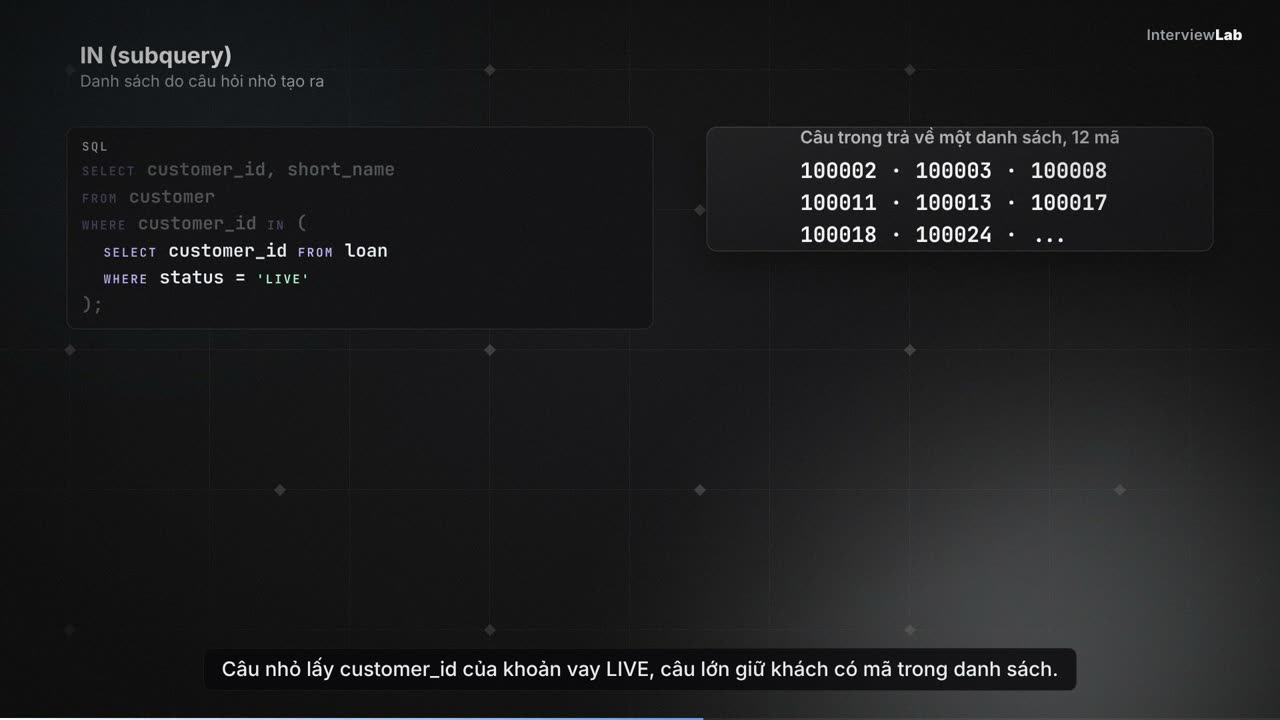 InterviewLab
IN (subquery)
Danh sách do câu hỏi nhỏ tạo ra
SQL
SELECT customer_id, short_name
FROM customer
WHERE customer_id IN (
SELECT customer_id FROM loan
WHERE status = 'LIVE'
);
Câu trong trả về một danh sách, 12 mã
100002 · 100003 · 100008
100011 · 100013 · 100017
100018 · 100024 · ...
Câu nhỏ lấy customer_id của khoản vay LIVE, câu lớn giữ khách có mã trong danh sách.